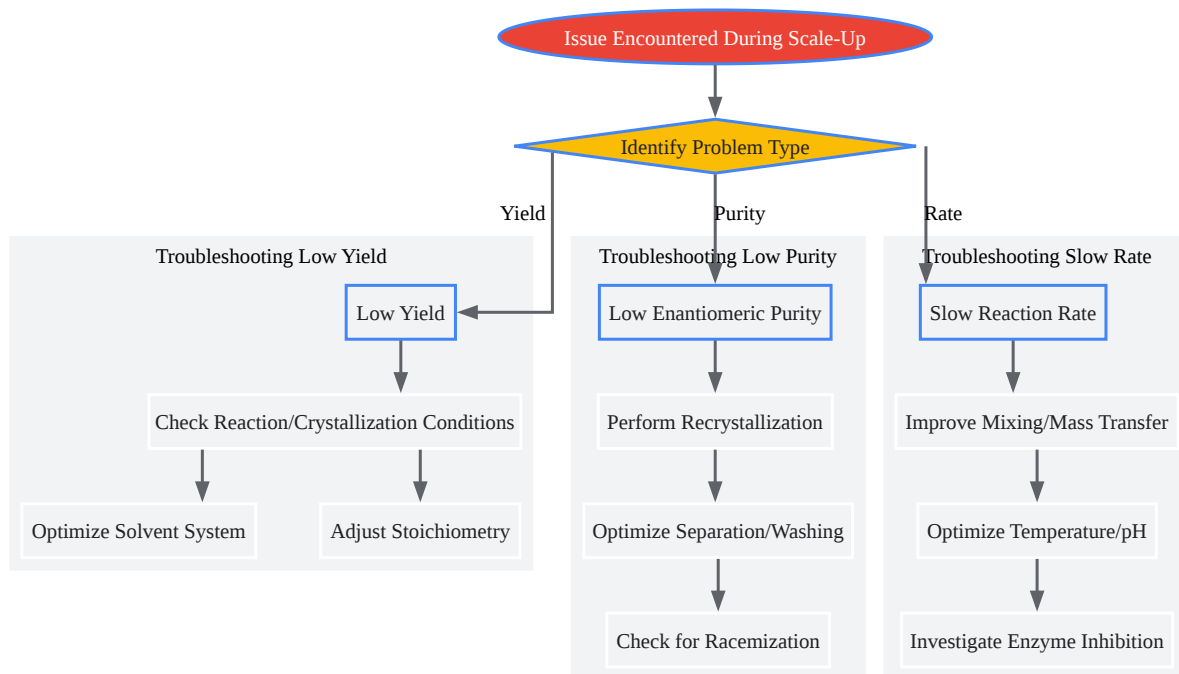 Issue Encountered During Scale-Up
Identify Problem Type
Yield
Purity
Rate
Troubleshooting Low Yield
Low Yield
Check Reaction/Crystallization Conditions
Optimize Solvent System
Adjust Stoichiometry
Troubleshooting Low Purity
Low Enantiomeric Purity
Perform Recrystallization
Optimize Separation/Washing
Check for Racemization
Troubleshooting Slow Rate
Slow Reaction Rate
Improve Mixing/Mass Transfer
Optimize Temperature/pH
Investigate Enzyme Inhibition